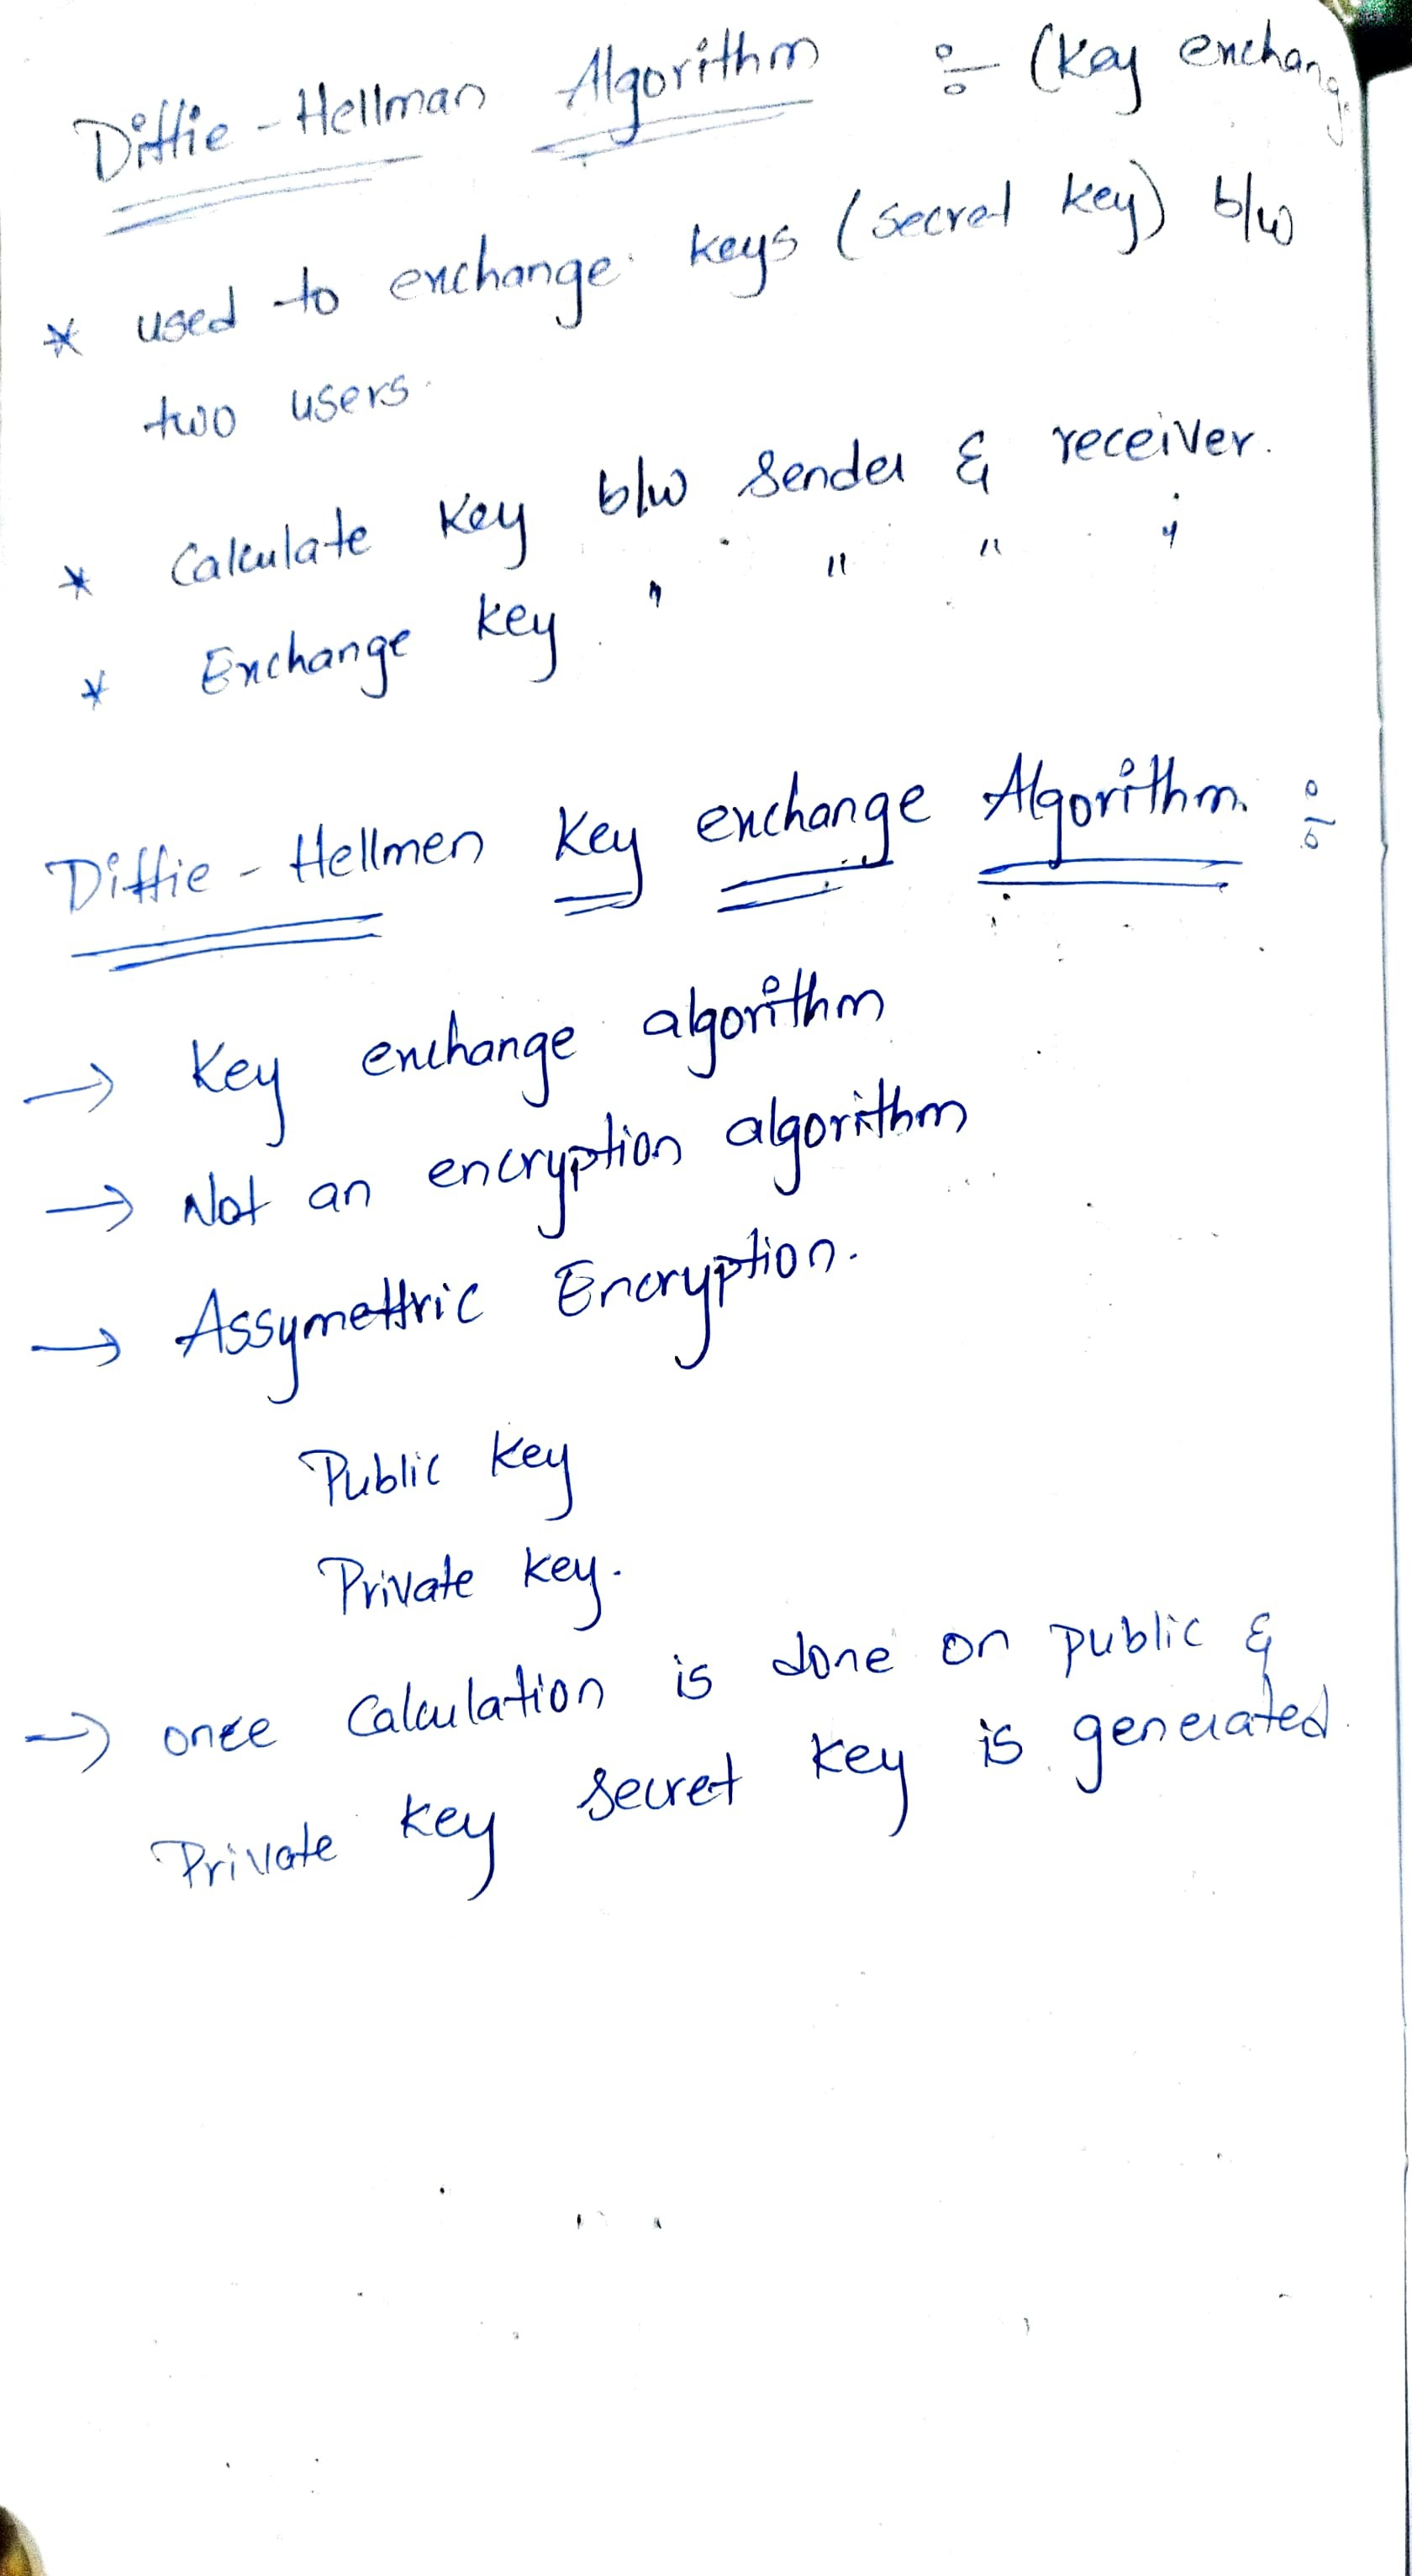 Diffie - Hellman Algorithm :- (Key exchang
* used to exchange keys (secret key) b/w
two users.
* Calculate Key b/w Sender & receiver.
* Exchange key " " " "
Diffie - Hellmen Key exchange Algorithm :-
→ Key exchange algorithm
→ Not an encryption algorithm
→ Assymettric Encryption.
Public key
Private key.
→ once Calculation is done on public &
Private key secret key is generated.